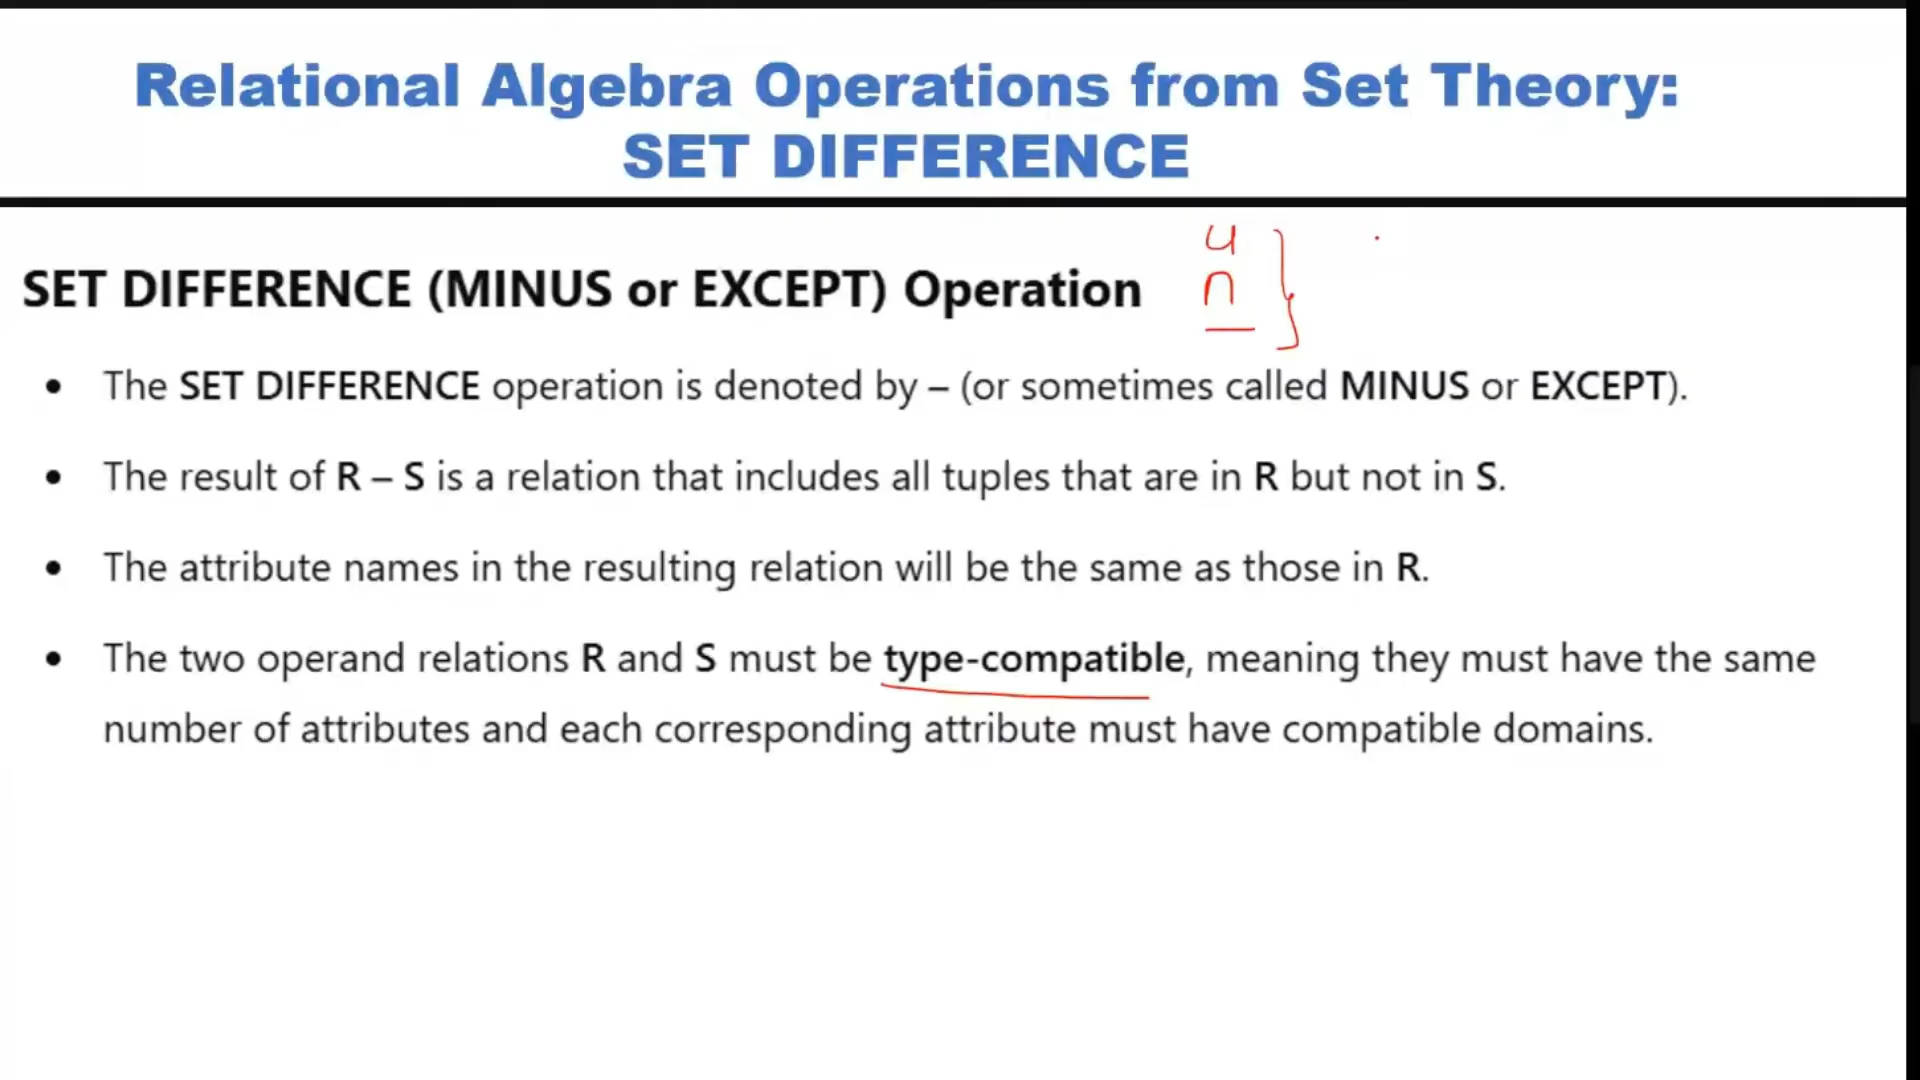 Relational Algebra Operations from Set Theory:
SET DIFFERENCE
∪
SET DIFFERENCE (MINUS or EXCEPT) Operation ∩ }
—
• The SET DIFFERENCE operation is denoted by – (or sometimes called MINUS or EXCEPT).
• The result of R – S is a relation that includes all tuples that are in R but not in S.
• The attribute names in the resulting relation will be the same as those in R.
• The two operand relations R and S must be type-compatible, meaning they must have the same
number of attributes and each corresponding attribute must have compatible domains.